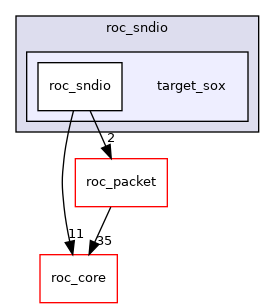 roc_sndio
roc_sndio target_sox
2
roc_packet
11 35
roc_core